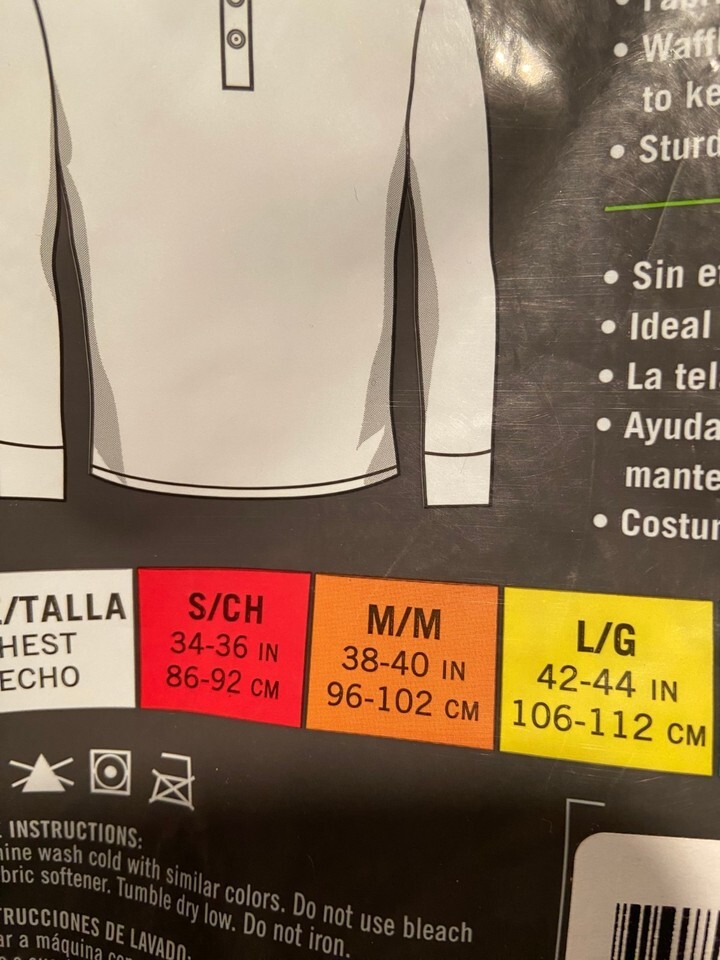 Waff
to ke
Sturd
Sin e
Ideal
La tel
Ayuda
mante
Costur
/TALLA
HEST
ECHO
S/CH
34-36 IN
86-92 CM
M/M
38-40 IN
96-102 CM
L/G
42-44 IN
106-112 CM
INSTRUCTIONS:
ine wash cold with similar colors. Do not use bleach
bric softener. Tumble dry low. Do not iron.
TRUCCIONES DE LAVADO:
ar a máquina con